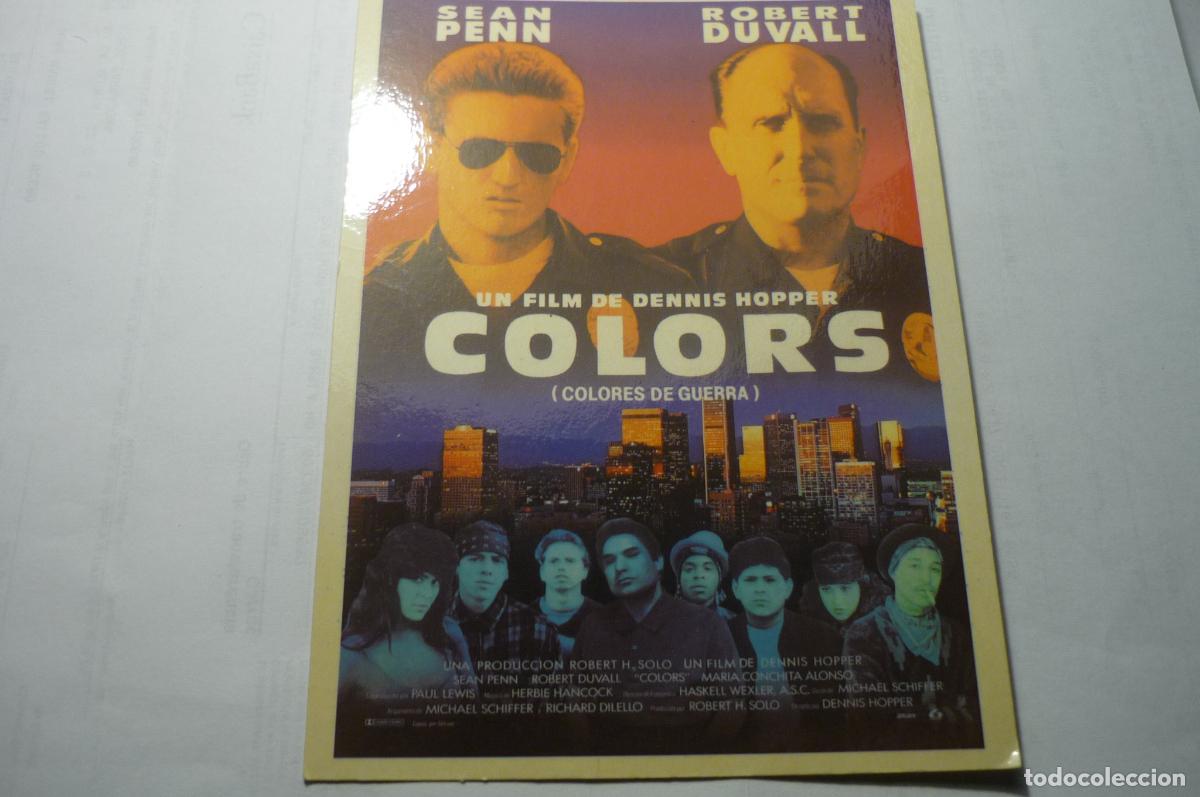 SEAN PENN
ROBERT DUVALL
UN FILM DE DENNIS HOPPER
COLORS
( COLORES DE GUERRA )
UNA PRODUCCION ROBERT H. SOLO UN FILM DE DENNIS HOPPER
SEAN PENN ROBERT DUVALL "COLORS" MARIA CONCHITA ALONSO
PAUL LEWIS HERBIE HANCOCK HASKELL WEXLER, A.S.C. MICHAEL SCHIFFER
MICHAEL SCHIFFER Y RICHARD DILELLO ROBERT H. SOLO DENNIS HOPPER
todocoleccion